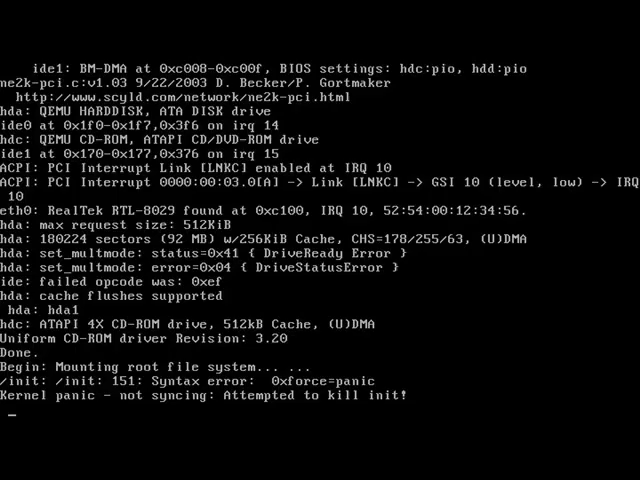 ide1: BM-DMA at 0xc008-0xc00f, BIOS settings: hdc:pio, hdd:pio
ne2k-pci.c:v1.03 9/22/2003 D. Becker/P. Gortmaker
http://www.scyld.com/network/ne2k-pci.html
hda: QEMU HARDDISK, ATA DISK drive
ide0 at 0x1f0-0x1f7,0x3f6 on irq 14
hdc: QEMU CD-ROM, ATAPI CD/DVD-ROM drive
ide1 at 0x170-0x177,0x376 on irq 15
ACPI: PCI Interrupt Link [LNKC] enabled at IRQ 10
ACPI: PCI Interrupt 0000:00:03.0[A] -> Link [LNKC] -> GSI 10 (level, low) -> IRQ
10
eth0: RealTek RTL-8029 found at 0xc100, IRQ 10, 52:54:00:12:34:56.
hda: max request size: 512KiB
hda: 180224 sectors (92 MB) w/256KiB Cache, CHS=178/255/63, (U)DMA
hda: set_multmode: status=0x41 { DriveReady Error }
hda: set_multmode: error=0x04 { DriveStatusError }
ide: failed opcode was: 0xef
hda: cache flushes supported
hda: hda1
hdc: ATAPI 4X CD-ROM drive, 512kB Cache, (U)DMA
Uniform CD-ROM driver Revision: 3.20
Done.
Begin: Mounting root file system... ...
/init: /init: 151: Syntax error:  0xforce=panic
Kernel panic - not syncing: Attempted to kill init!
_